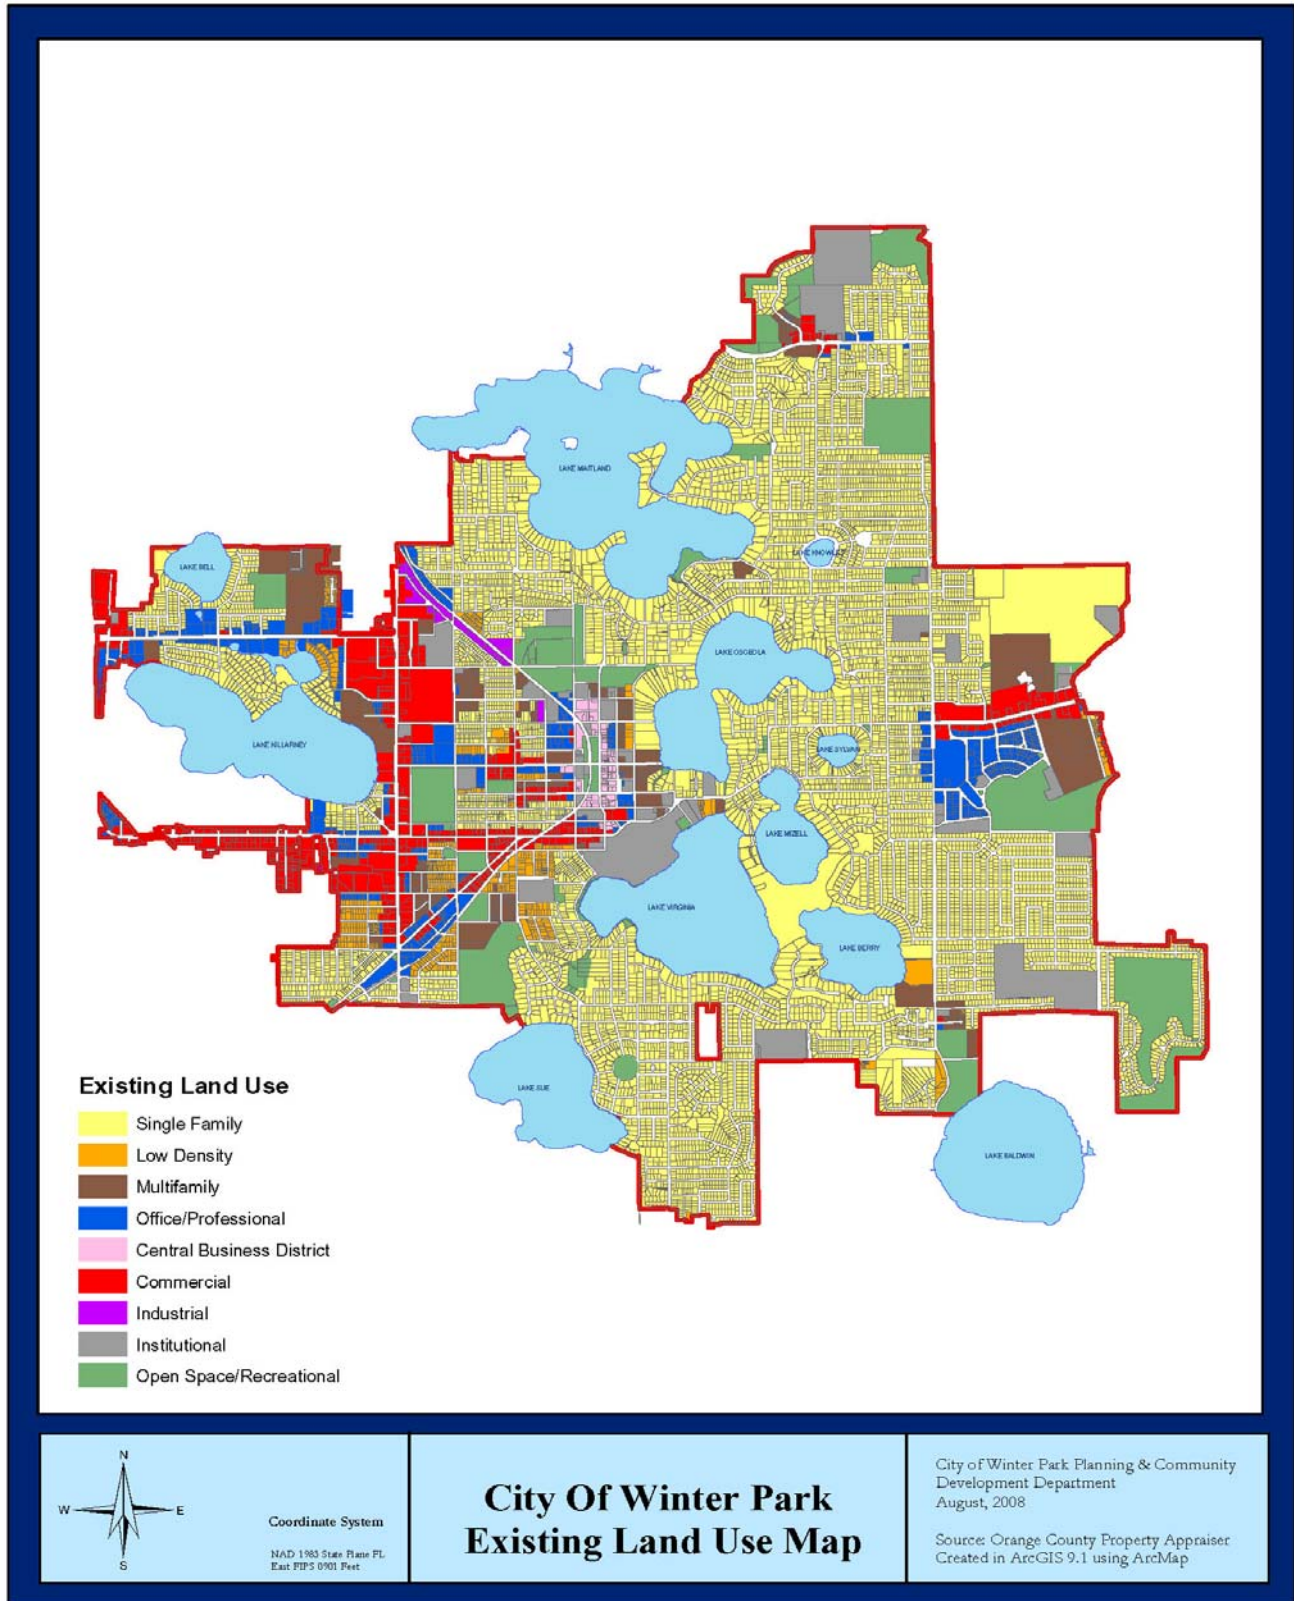 LAKE MAITLAND
LAKE KNOWLES
LAKE BELL
LAKE OSCEOLA
LAKE KILLARNEY
LAKE SYLVAN
LAKE MIZELL
LAKE VIRGINIA
LAKE BERRY
LAKE SUE
LAKE BALDWIN
Existing Land Use
Single Family
Low Density
Multifamily
Office/Professional
Central Business District
Commercial
Industrial
Institutional
Open Space/Recreational
N
W
E
S
Coordinate System
NAD 1983 State Plane FL
East FIPS 0901 Feet
City Of Winter Park
Existing Land Use Map
City of Winter Park Planning & Community
Development Department
August, 2008
Source: Orange County Property Appraiser
Created in ArcGIS 9.1 using ArcMap